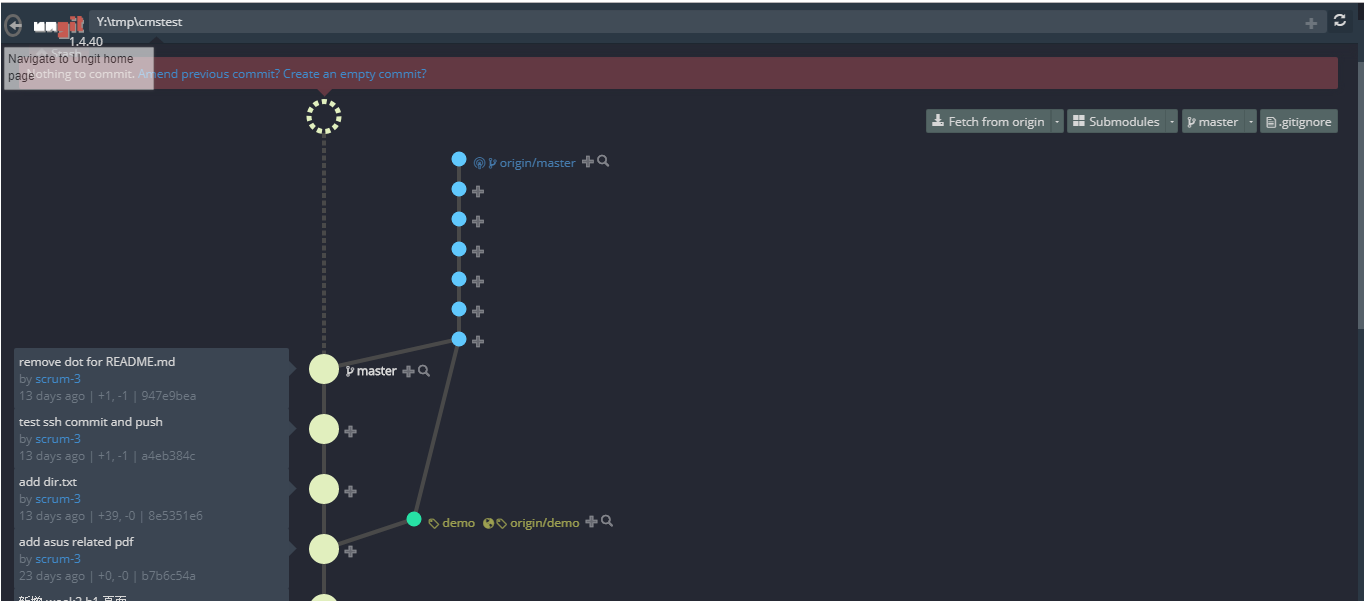 ungit
Y:\tmp\cmstest
1.4.40
Navigate to Ungit home
page
Nothing to commit. Amend previous commit? Create an empty commit?
Fetch from origin
Submodules
master
.gitignore
origin/master
remove dot for README.md
by scrum-3
13 days ago | +1, -1 | 947e9bea
master
test ssh commit and push
by scrum-3
13 days ago | +1, -1 | a4eb384c
add dir.txt
by scrum-3
13 days ago | +39, -0 | 8e5351e6
demo
origin/demo
add asus related pdf
by scrum-3
23 days ago | +0, -0 | b7b6c54a